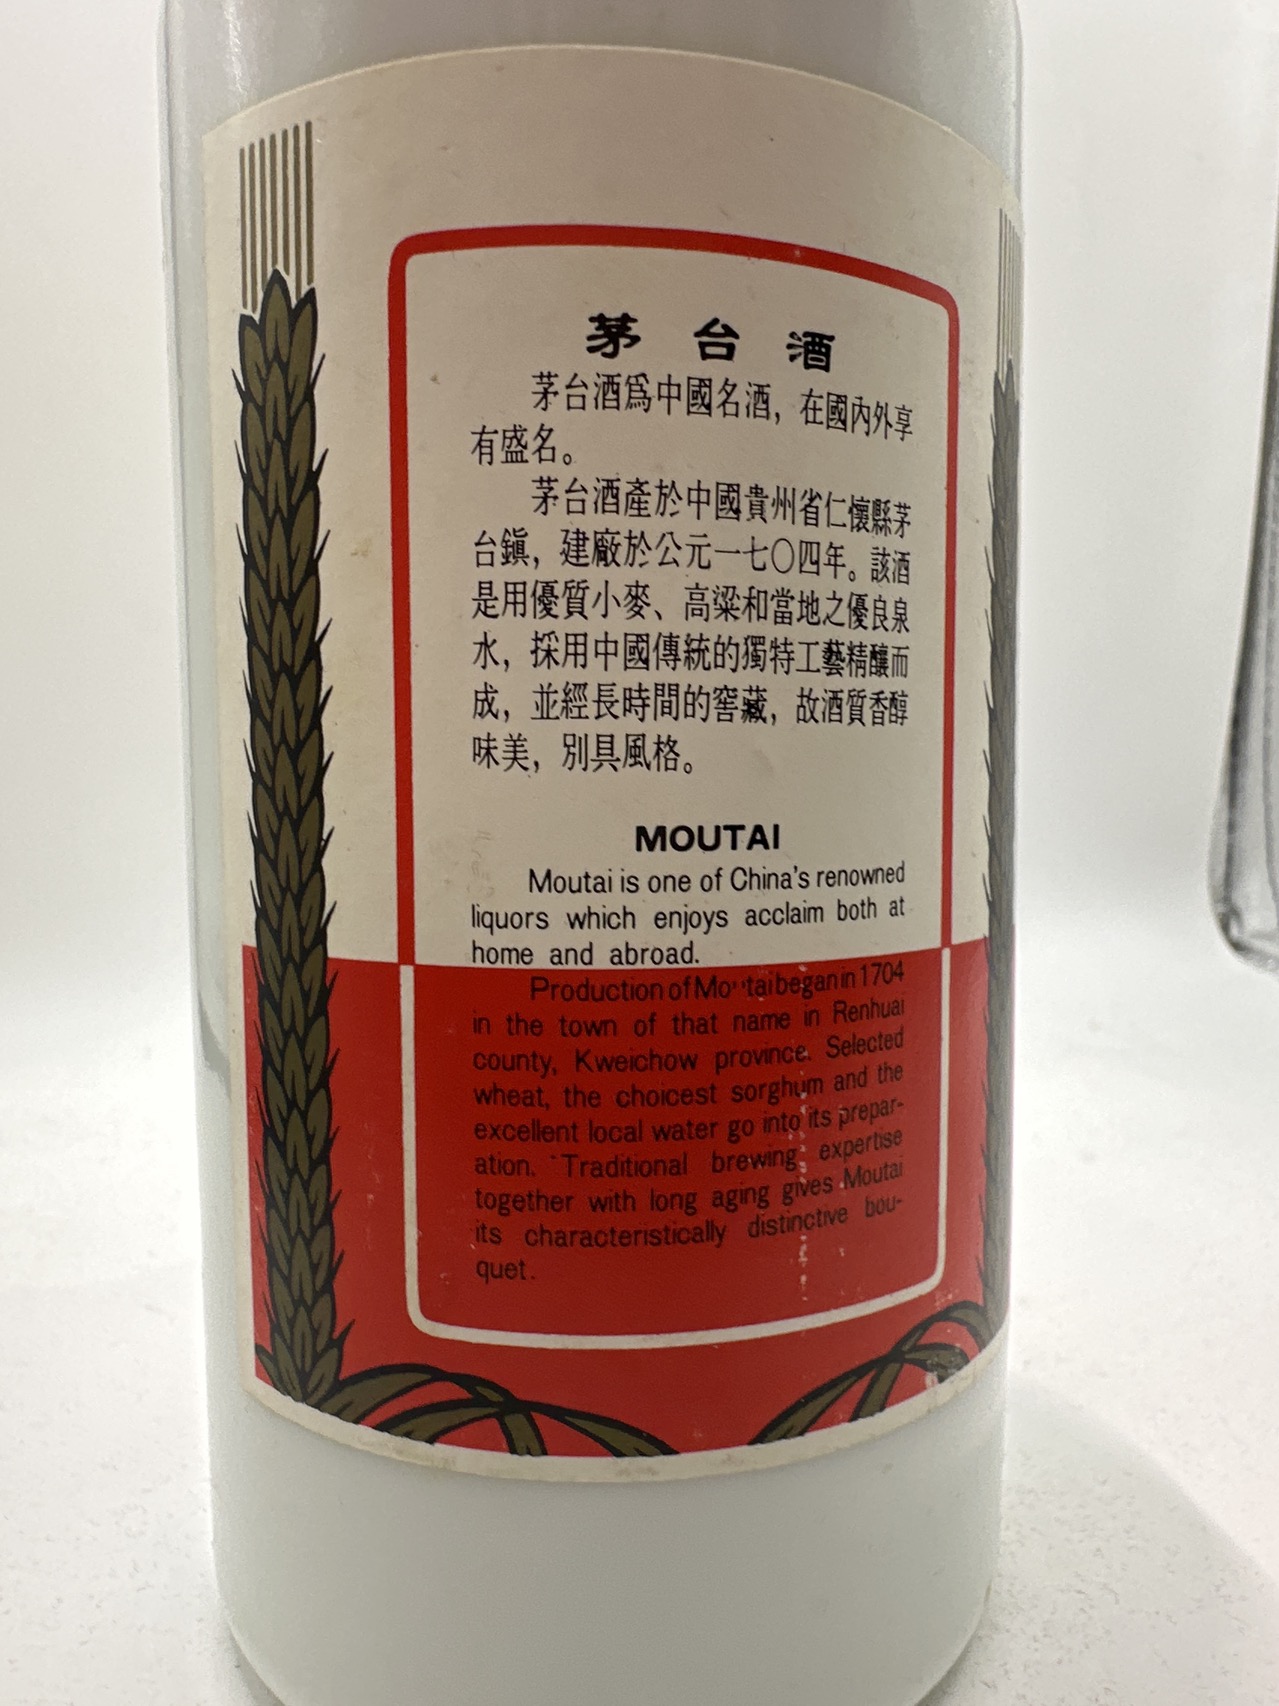 茅台酒
茅台酒爲中國名酒，在國內外享
有盛名。
茅台酒產於中國貴州省仁懷縣茅
台鎮，建廠於公元一七〇四年。該酒
是用優質小麥、高粱和當地之優良泉
水，採用中國傳統的獨特工藝精釀而
成，並經長時間的窖藏，故酒質香醇
味美，別具風格。
MOUTAI
Moutai is one of China's renowned
liquors which enjoys acclaim both at
home and abroad.
Production of Moutai began in 1704
in the town of that name in Renhuai
county, Kweichow province. Selected
wheat, the choicest sorghum and the
excellent local water go into its prepar-
ation. Traditional brewing expertise
together with long aging gives Moutai
its characteristically distinctive bou-
quet.